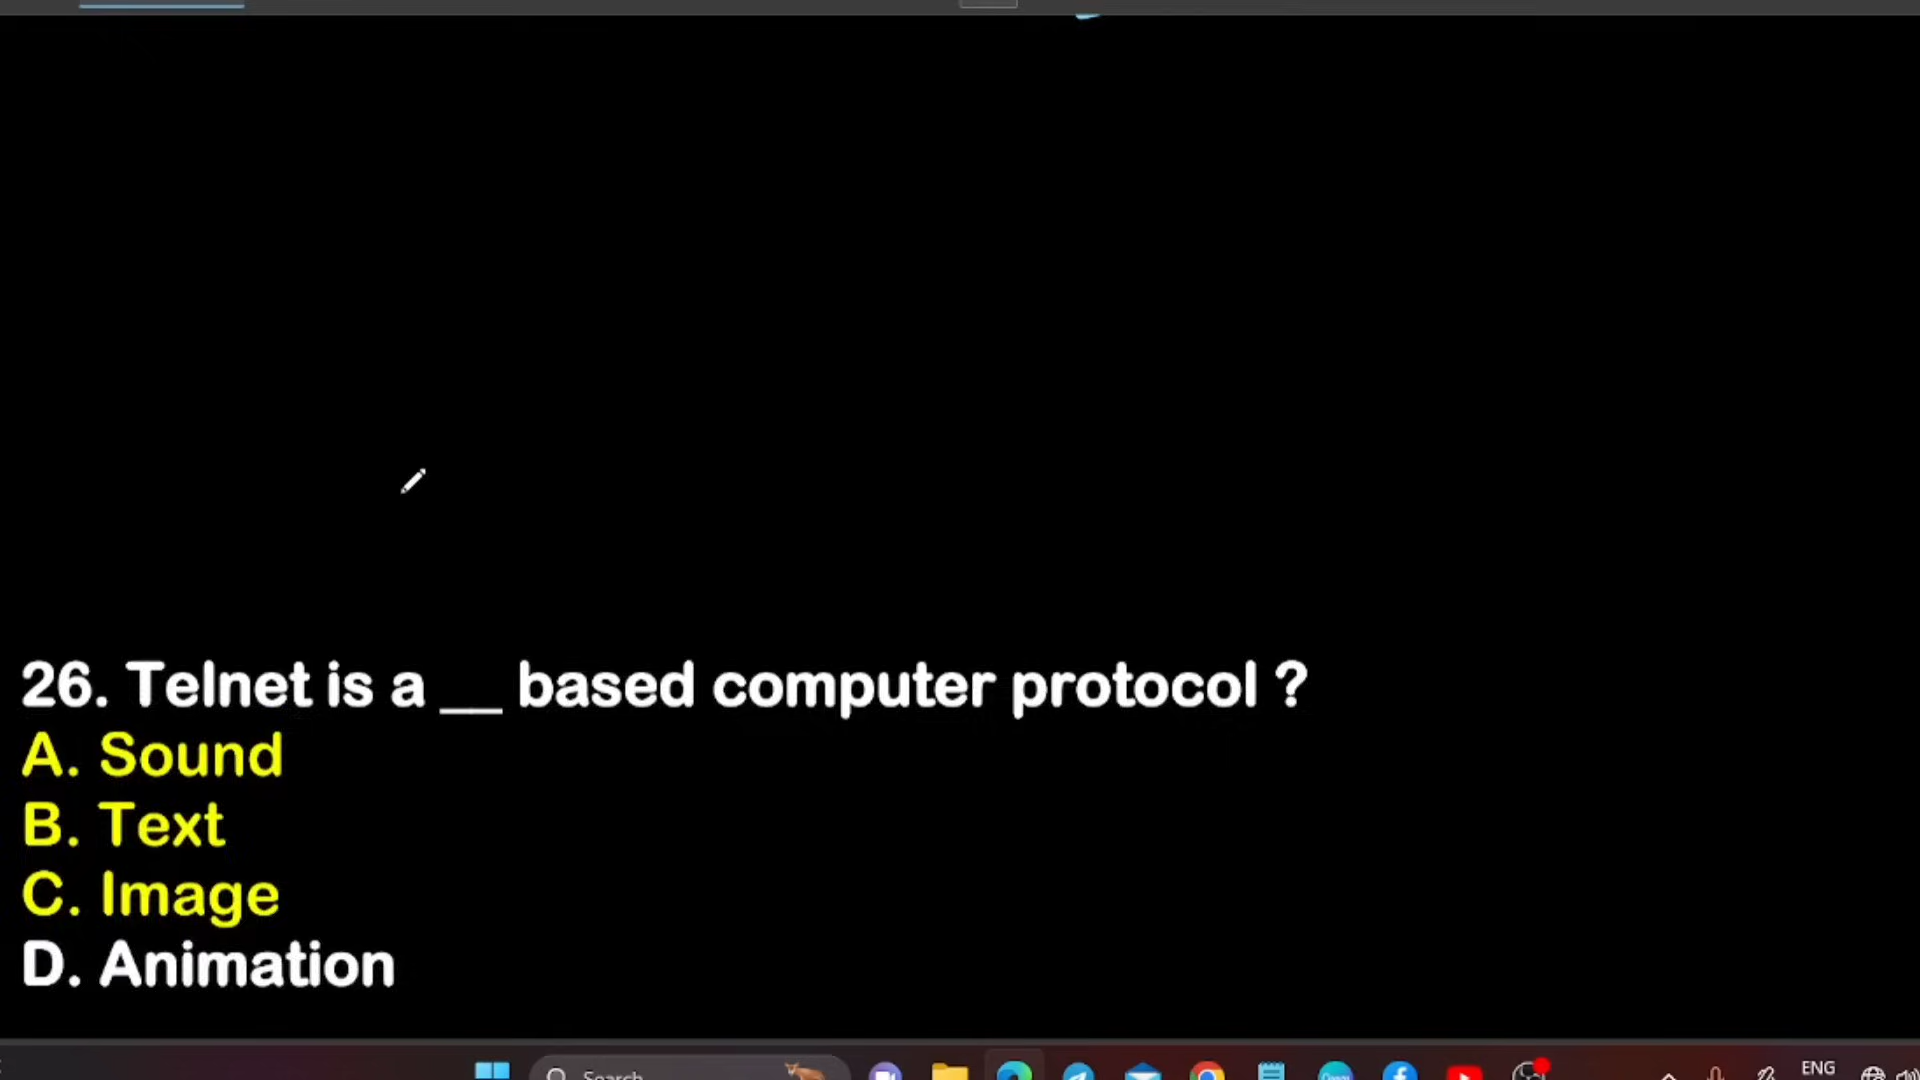 26. Telnet is a __ based computer protocol ?
A. Sound
B. Text
C. Image
D. Animation
Search
ENG